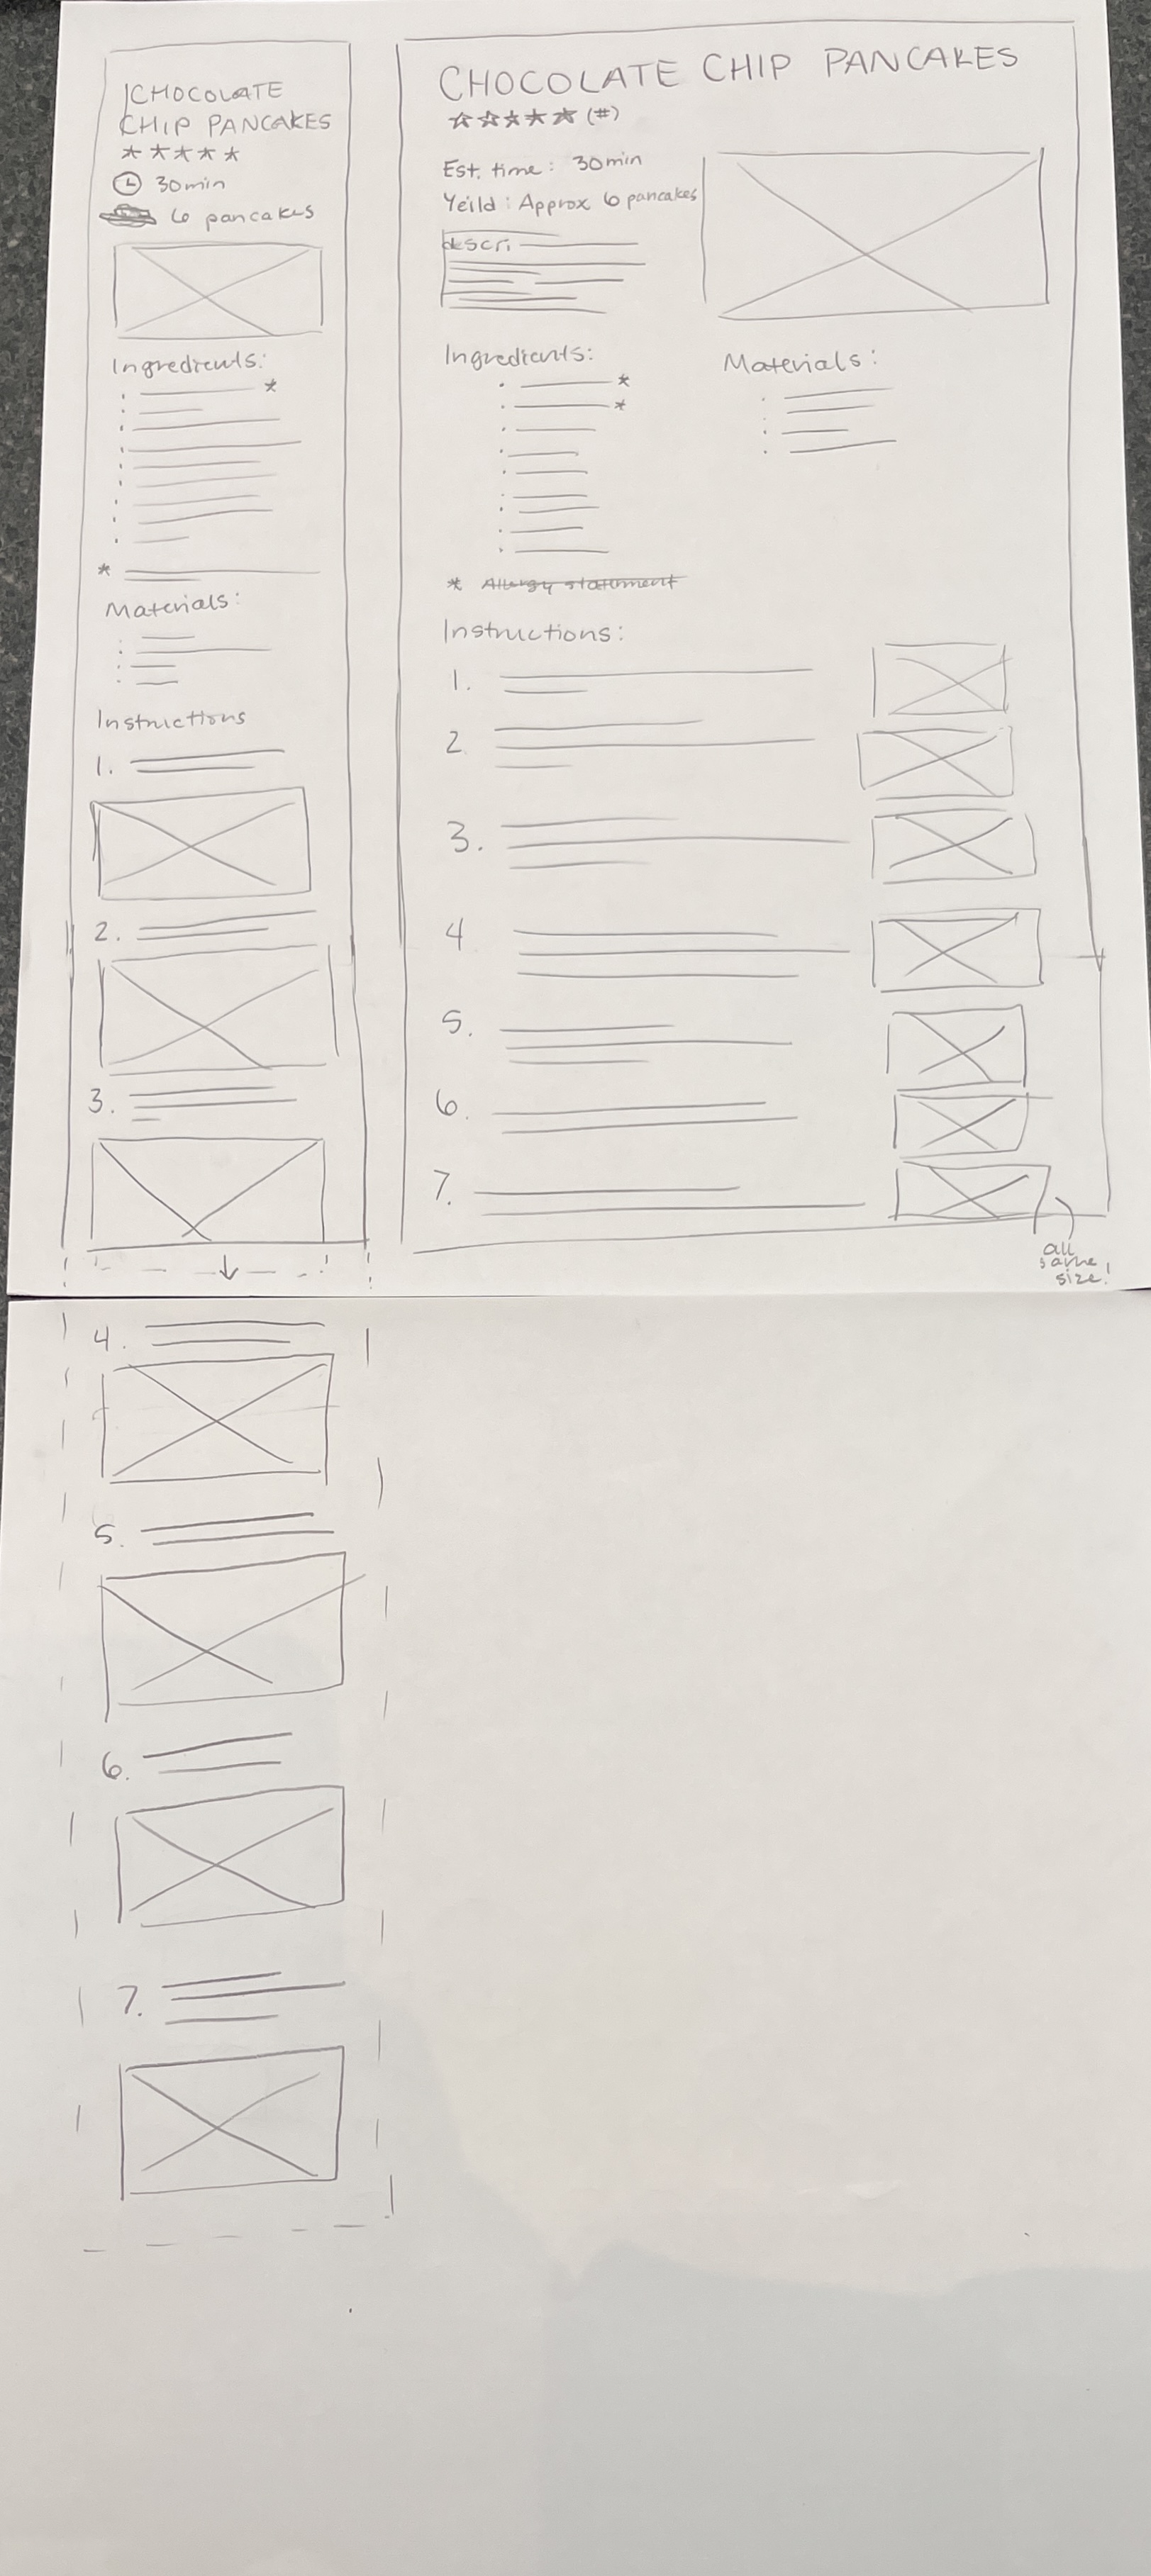 CHOCOLATE
CHIP PANCAKES
30min
6 pancakes
Ingredients:
*
*
Materials:
Instructions
1.
2.
3.
4.
5.
6.
7.
CHOCOLATE CHIP PANCAKES
(#)
Est. time: 30min
Yeild: Approx 6 pancakes
descri
Ingredients:
*
*
Materials:
* Allergy statement
Instructions:
1.
2.
3.
4
5.
6.
7.
all
same
size!